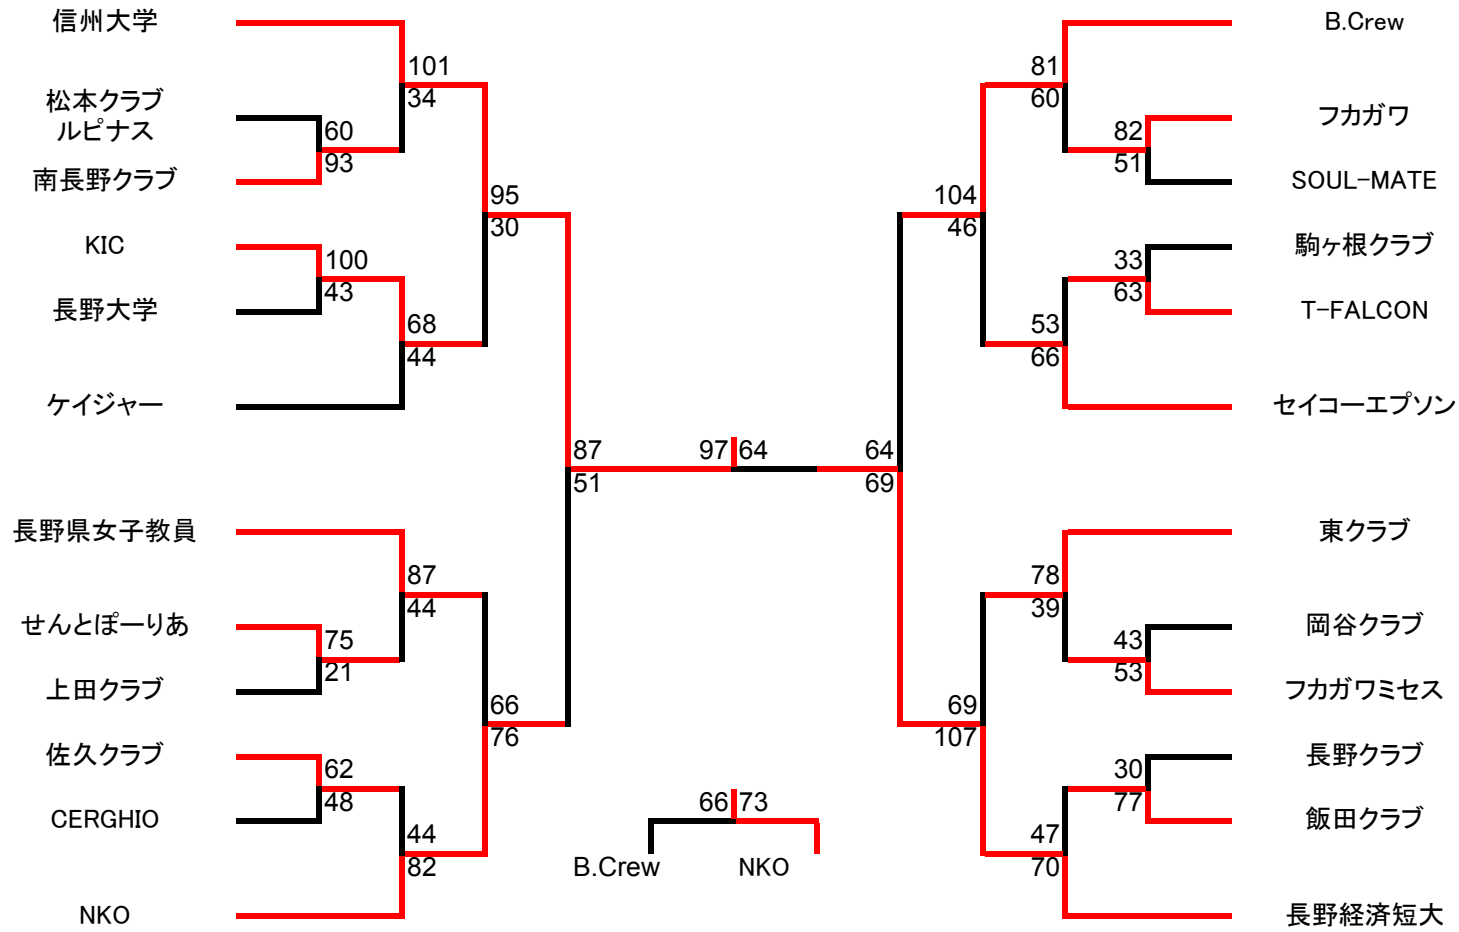 信州大学
B.Crew
101
34
81
60
松本クラブ
ルピナス
60
93
フカガワ
82
51
南長野クラブ
SOUL-MATE
95
30
104
46
KIC
100
43
駒ヶ根クラブ
33
63
長野大学
T-FALCON
68
44
53
66
ケイジャー
セイコーエプソン
87
51
97 64
64
69
長野県女子教員
東クラブ
87
44
78
39
せんとぽーりあ
75
21
岡谷クラブ
43
53
上田クラブ
フカガワミセス
66
76
69
107
佐久クラブ
62
48
長野クラブ
30
77
CERGHIO
飯田クラブ
66 73
B.Crew NKO
44
82
47
70
NKO
長野経済短大